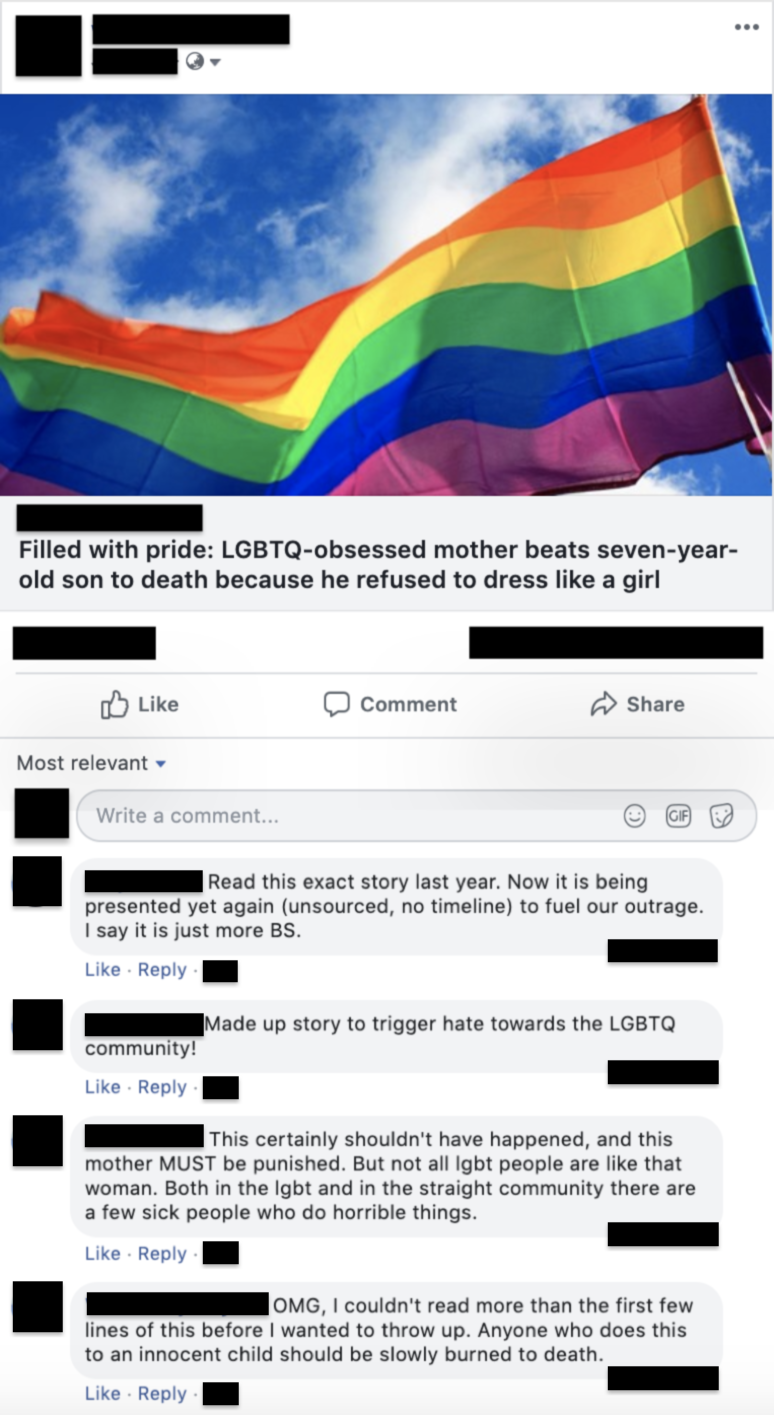 Filled with pride: LGBTQ-obsessed mother beats seven-year-
old son to death because he refused to dress like a girl
Like
Comment
Share
Most relevant
Write a comment...
GIF
Read this exact story last year. Now it is being
presented yet again (unsourced, no timeline) to fuel our outrage.
I say it is just more BS.
Like · Reply ·
Made up story to trigger hate towards the LGBTQ
community!
Like · Reply ·
This certainly shouldn't have happened, and this
mother MUST be punished. But not all lgbt people are like that
woman. Both in the lgbt and in the straight community there are
a few sick people who do horrible things.
Like · Reply ·
OMG, I couldn't read more than the first few
lines of this before I wanted to throw up. Anyone who does this
to an innocent child should be slowly burned to death.
Like · Reply ·